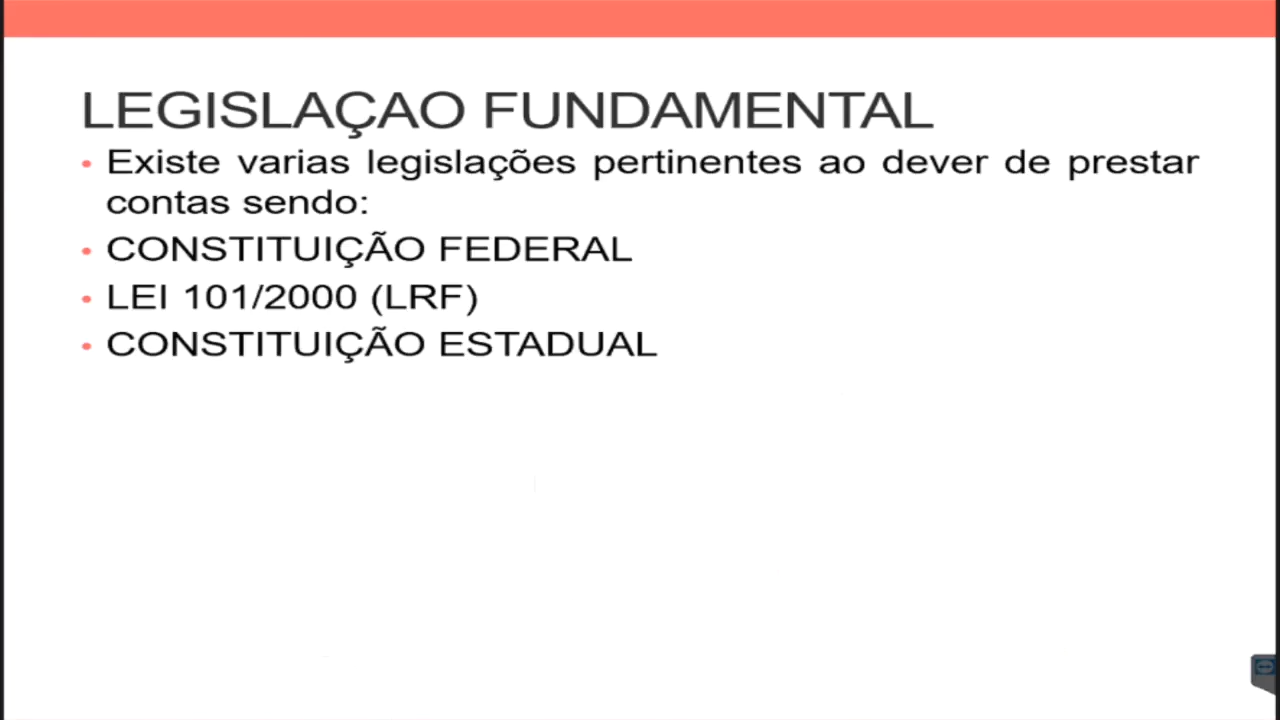 LEGISLAÇAO FUNDAMENTAL
• Existe varias legislações pertinentes ao dever de prestar
contas sendo:
• CONSTITUIÇÃO FEDERAL
• LEI 101/2000 (LRF)
• CONSTITUIÇÃO ESTADUAL